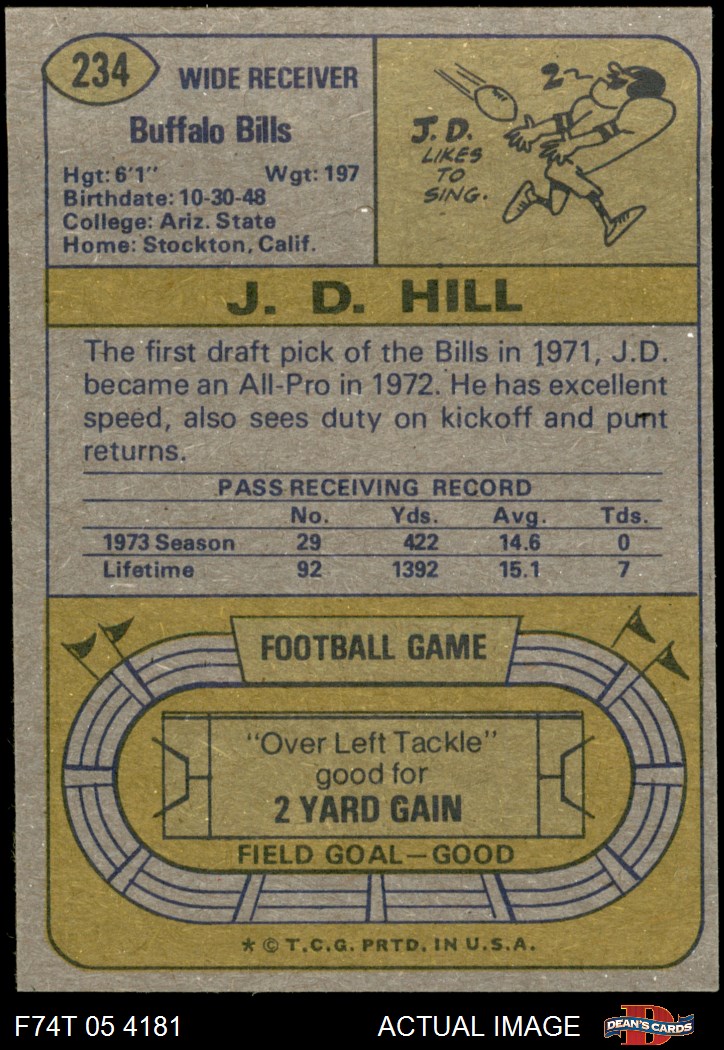 234
WIDE RECEIVER
Buffalo Bills
Hgt: 6'1" Wgt: 197
Birthdate: 10-30-48
College: Ariz. State
Home: Stockton, Calif.
J.D.
LIKES
TO
SING.
J. D. HILL
The first draft pick of the Bills in 1971, J.D.
became an All-Pro in 1972. He has excellent
speed, also sees duty on kickoff and punt
returns.
PASS RECEIVING RECORD
No. Yds. Avg. Tds.
1973 Season 29 422 14.6 0
Lifetime 92 1392 15.1 7
FOOTBALL GAME
"Over Left Tackle"
good for
2 YARD GAIN
FIELD GOAL—GOOD
* © T.C.G. PRTD. IN U.S.A.
F74T 05 4181 ACTUAL IMAGE
D
DEAN'S CARDS